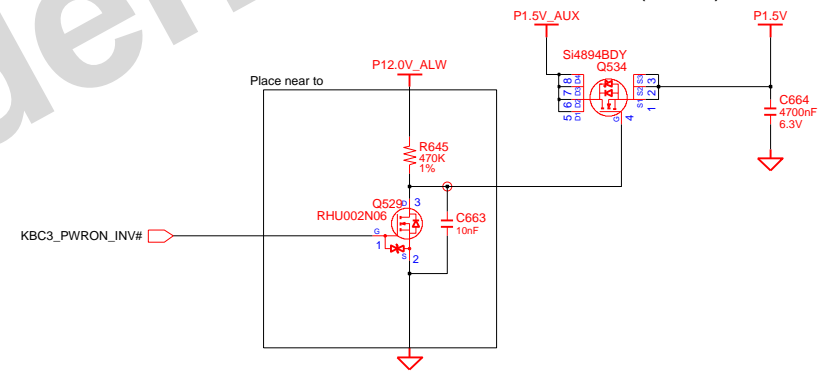 P1.5V_AUX
P1.5V
Si4894BDY
Q534
8 D4
7 D3
6 D2
5 D1
S3 3
S2 2
S1 1
G 4
C664
4700nF
6.3V
P12.0V_ALW
Place near to
R645
470K
1%
Q529
D 3
RHU002N06
G
1
S
2
C663
10nF
KBC3_PWRON_INV#